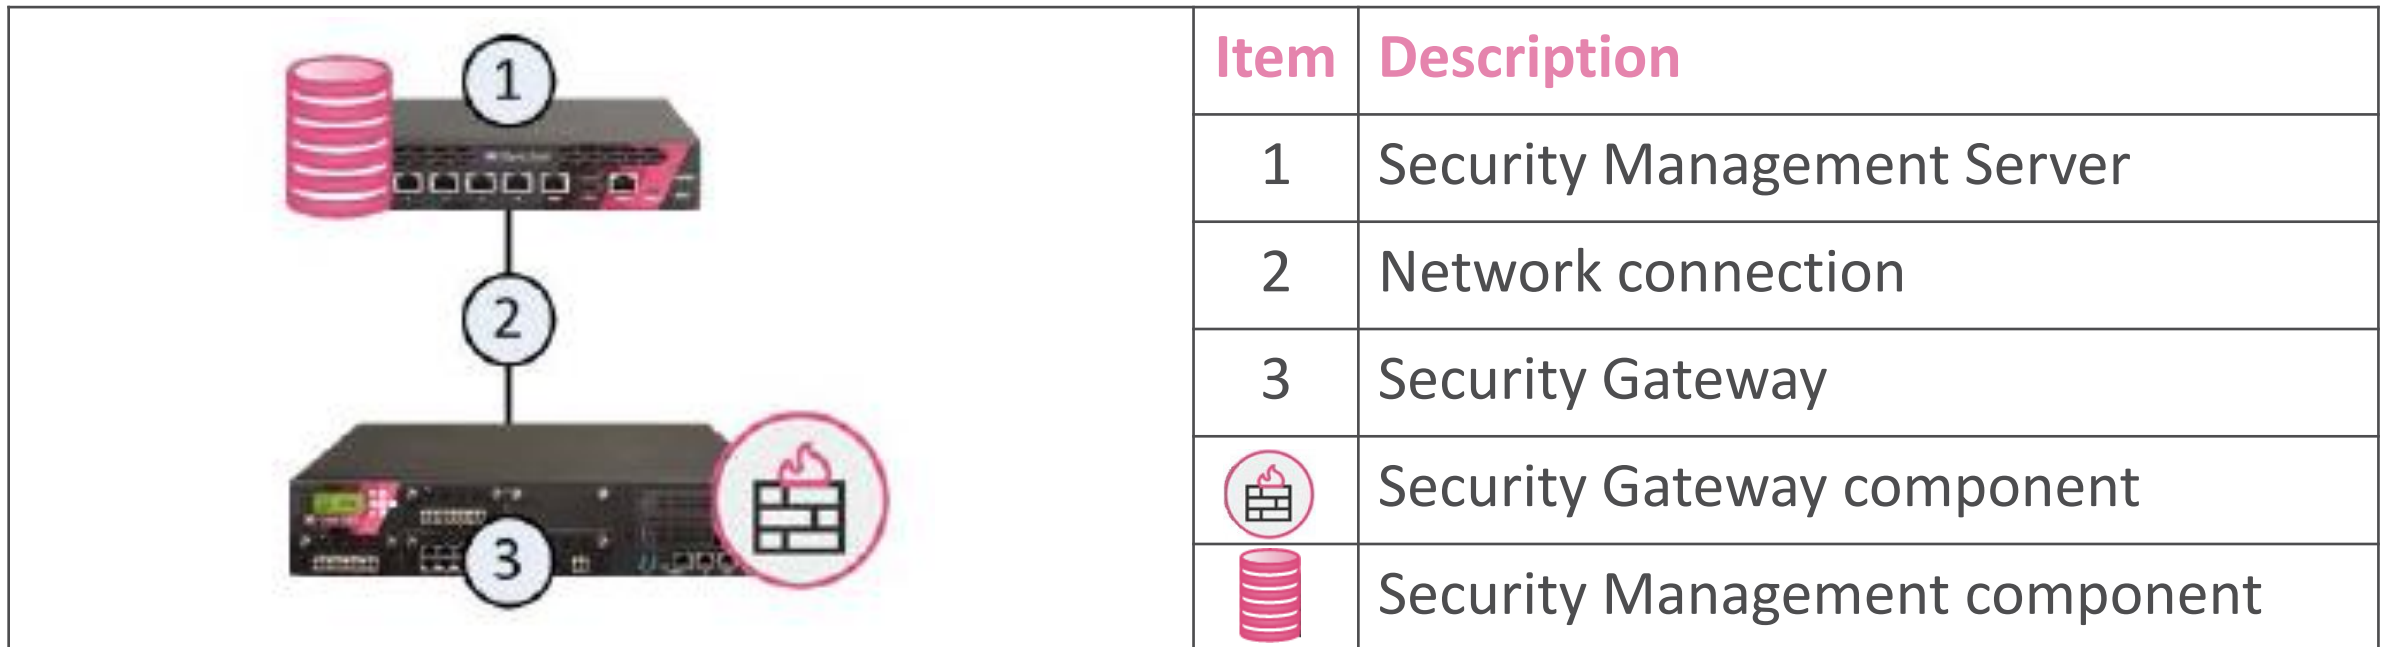 1
2
3
Item Description
1 Security Management Server
2 Network connection
3 Security Gateway
Security Gateway component
Security Management component